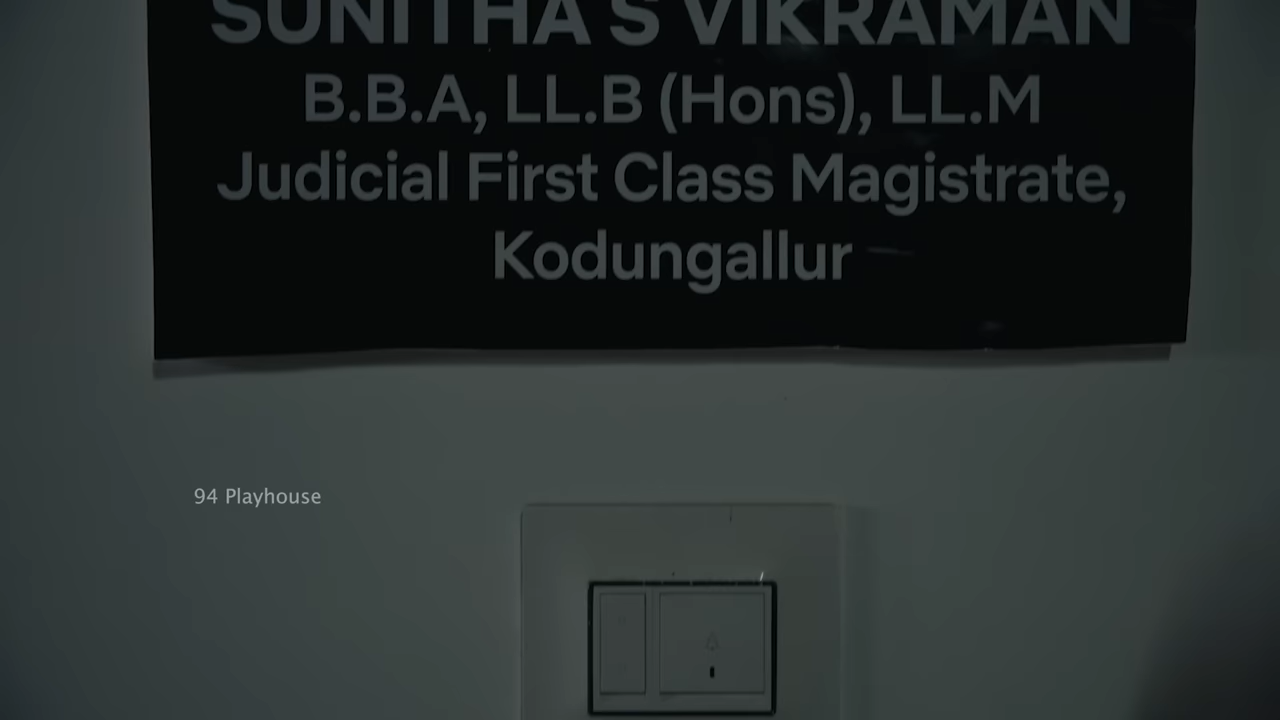 SUNITHA S VIKRAMAN
B.B.A, LL.B (Hons), LL.M
Judicial First Class Magistrate,
Kodungallur
94 Playhouse